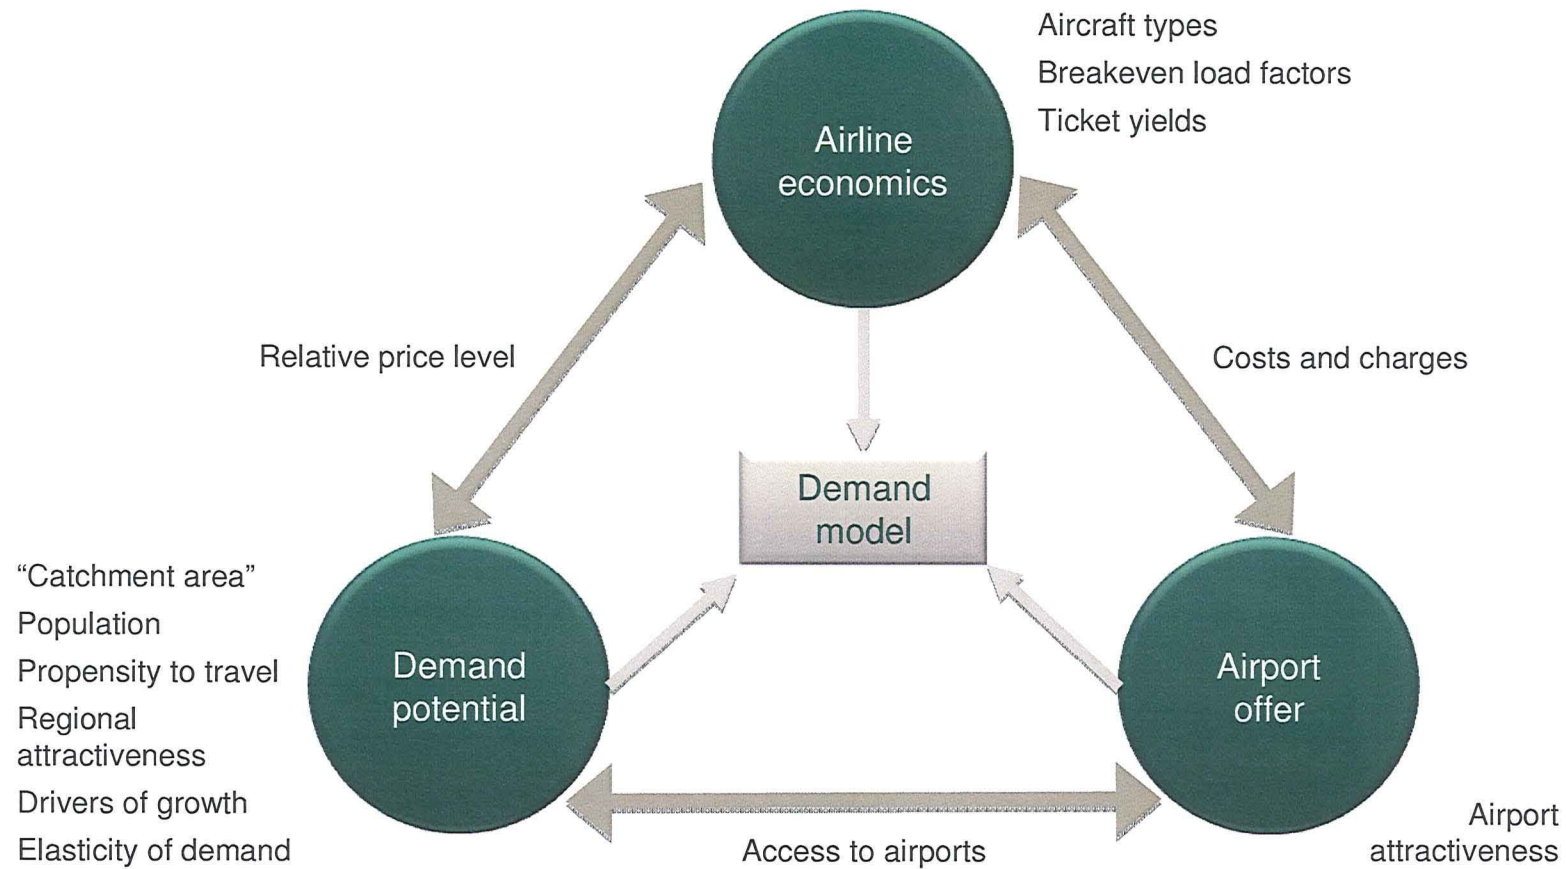 Aircraft types
Breakeven load factors
Ticket yields
Airline
economics
Relative price level
Costs and charges
Demand
model
“Catchment area”
Population
Propensity to travel
Regional
attractiveness
Drivers of growth
Elasticity of demand
Demand
potential
Airport
offer
Access to airports
Airport
attractiveness